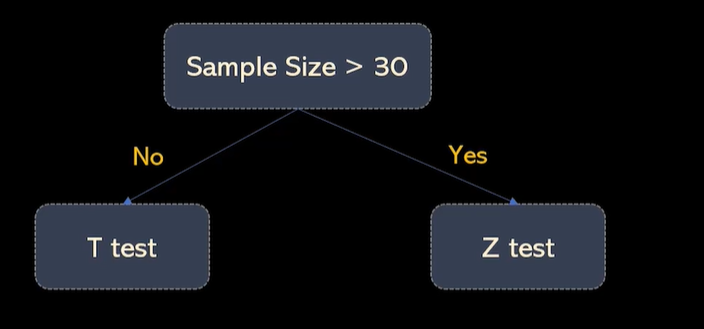 Sample Size > 30
No
Yes
T test
Z test